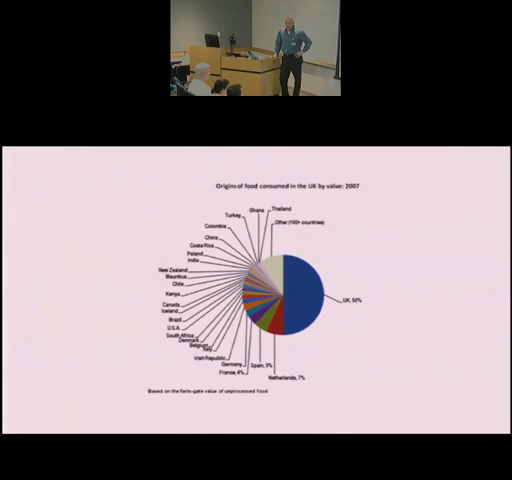 Origins of food consumed in the UK by value: 2007
Thailand
Ghana
Turkey
Other (100+ countries)
Colombia
China
Costa Rica
Poland
India
New Zealand
Mauritius
Chile
Kenya
Canada
Iceland
Brazil
U.S.A.
South Africa
Denmark
Belgium
Italy
Irish Republic
Germany
France, 4%
Spain, 5%
Netherlands, 7%
UK, 50%
Based on the farm-gate value of unprocessed food